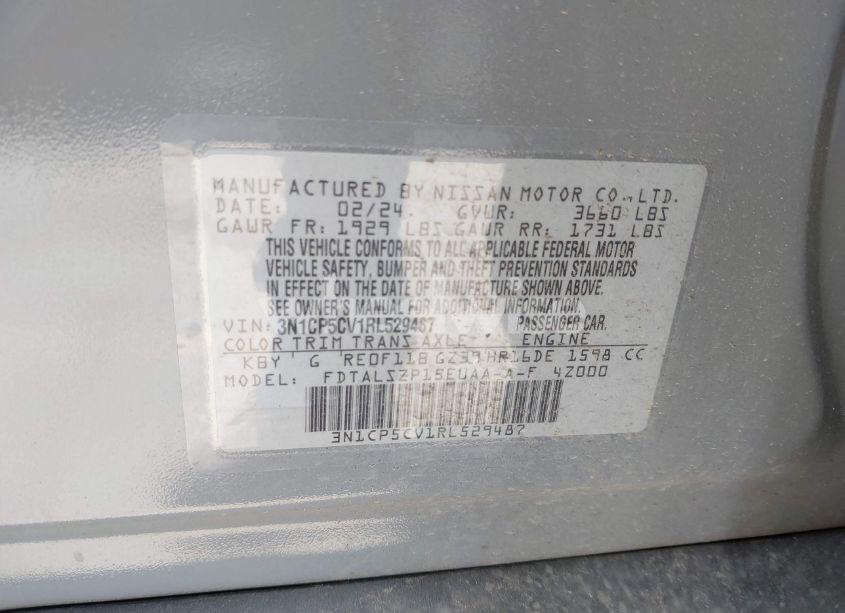 MANUFACTURED BY NISSAN MOTOR CO.,LTD.
DATE: 02/24. GVWR: 3660 LBS
GAWR FR: 1929 LBS GAWR RR: 1731 LBS
THIS VEHICLE CONFORMS TO ALL APPLICABLE FEDERAL MOTOR
VEHICLE SAFETY, BUMPER AND THEFT PREVENTION STANDARDS
IN EFFECT ON THE DATE OF MANUFACTURE SHOWN ABOVE.
SEE OWNER'S MANUAL FOR ADDITIONAL INFORMATION.
VIN: 3N1CP5CV1RL529487 PASSENGER CAR.
COLOR TRIM TRANS AXLE ENGINE
KBY G RE0F11B GZ39 HR16DE 1598 CC
MODEL: FDTALSZP15EUAA-A-F 4Z000
3N1CP5CV1RL529487